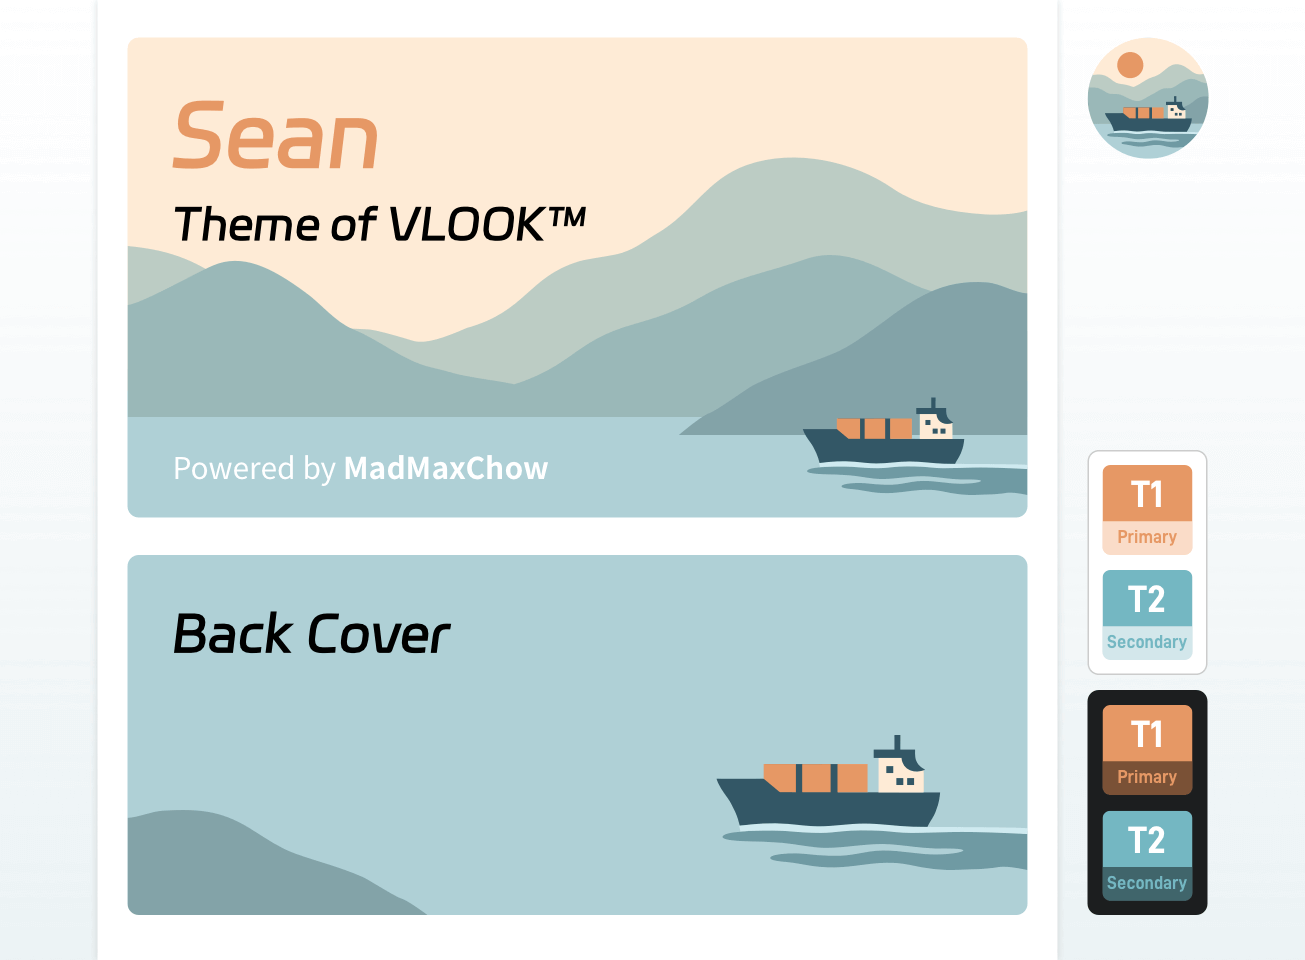 Sean
Theme of VLOOK™
Powered by MadMaxChow
Back Cover
T1
Primary
T2
Secondary
T1
Primary
T2
Secondary